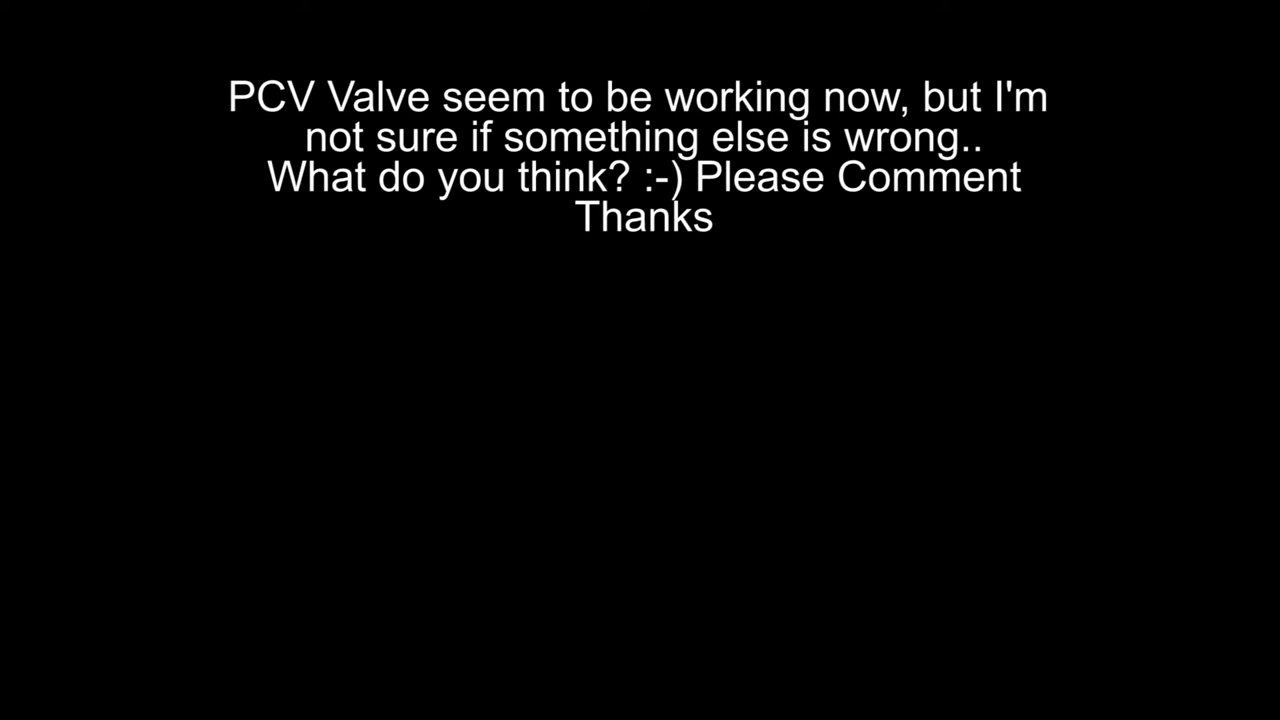 PCV Valve seem to be working now, but I'm
not sure if something else is wrong..
What do you think? :-) Please Comment
Thanks